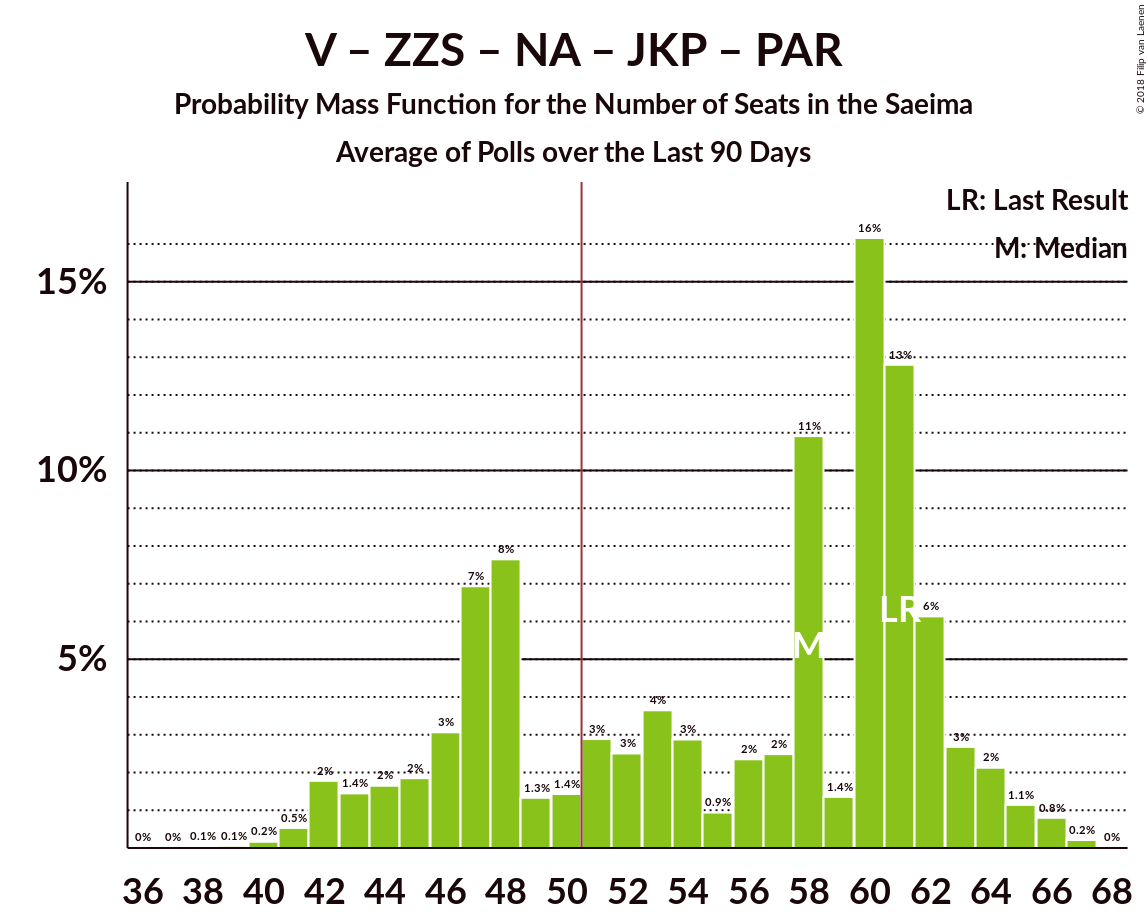 V – ZZS – NA – JKP – PAR
Probability Mass Function for the Number of Seats in the Saeima
Average of Polls over the Last 90 Days
© 2018 Filip van Laenen
LR: Last Result
M: Median
15%
10%
5%
0% 0% 0.1% 0.1% 0.2% 0.5% 2% 1.4% 2% 2% 3% 7% 8% 1.3% 1.4% 3% 3% 4% 3% 0.9% 2% 2% 11% 1.4% 16% 13% 6% 3% 2% 1.1% 0.8% 0.2% 0%
M
LR
36 38 40 42 44 46 48 50 52 54 56 58 60 62 64 66 68